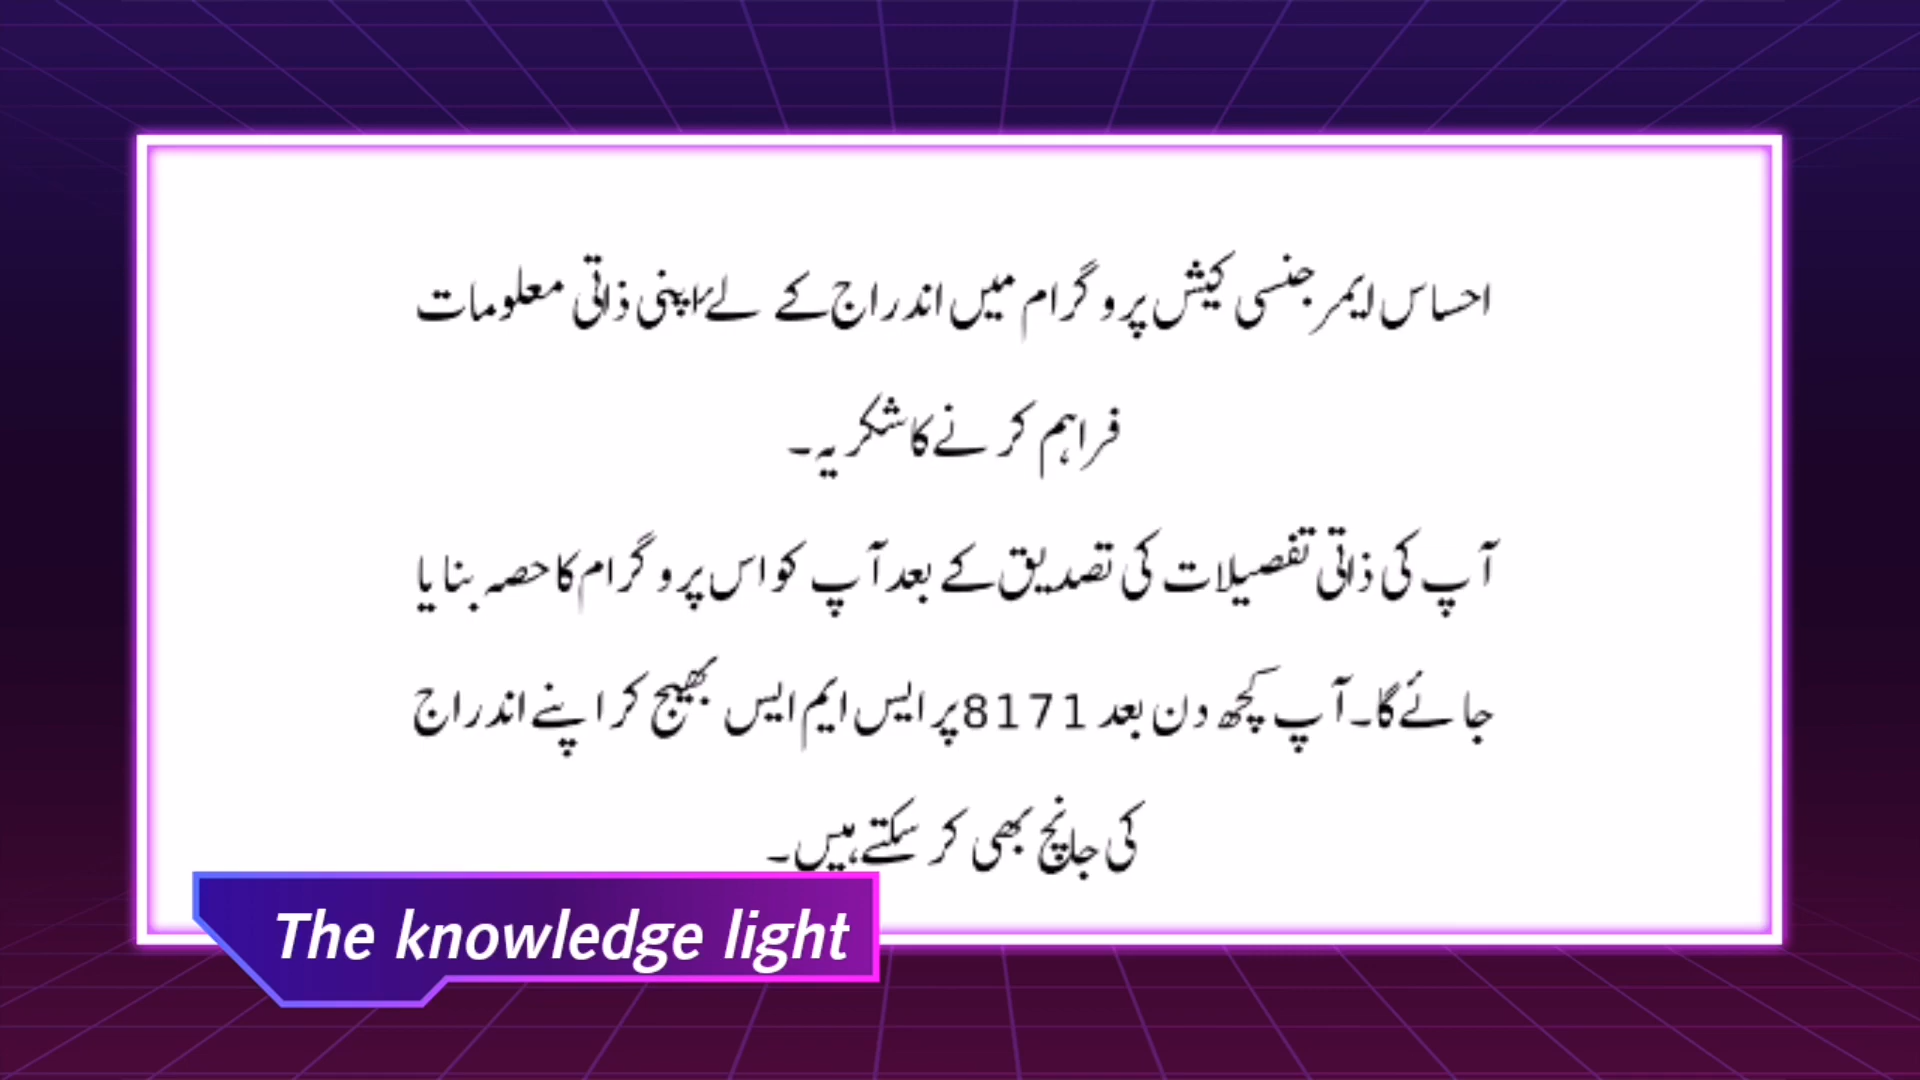 احساس ایمرجنسی کیش پروگرام میں اندراج کے لئے اپنی ذاتی معلومات
فراہم کرنے کا شکریہ۔
آپ کی ذاتی تفصیلات کی تصدیق کے بعد آپ کو اس پروگرام کا حصہ بنایا
جائے گا۔ آپ کچھ دن بعد 8171 پر ایس ایم ایس بھیج کر اپنے اندراج
کی جانچ بھی کر سکتے ہیں۔
The knowledge light